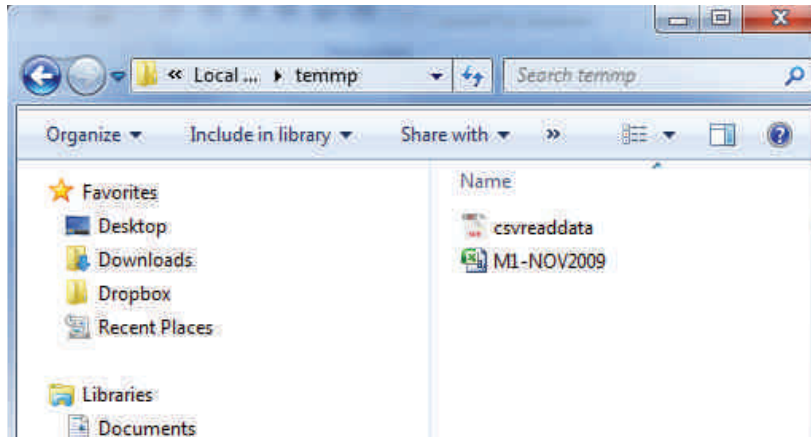 « Local ... ▸ temmp
Search temmp
Organize Include in library Share with »
Favorites
Desktop
Downloads
Dropbox
Recent Places
Libraries
Documents
Name
csvreaddata
M1-NOV2009